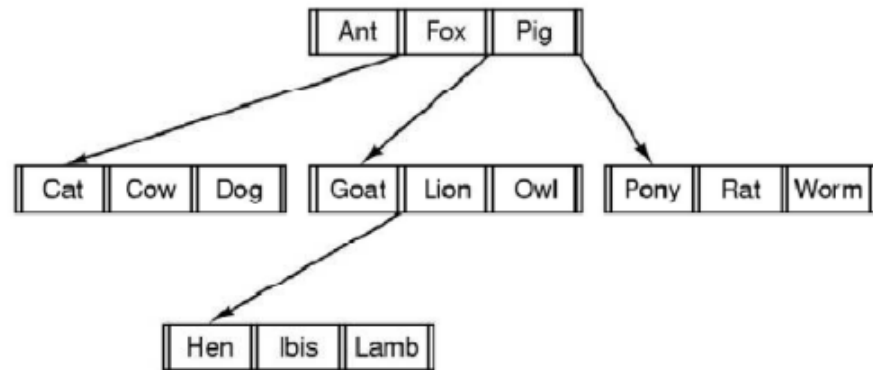 Ant Fox Pig
Cat Cow Dog Goat Lion Owl Pony Rat Worm
Hen Ibis Lamb